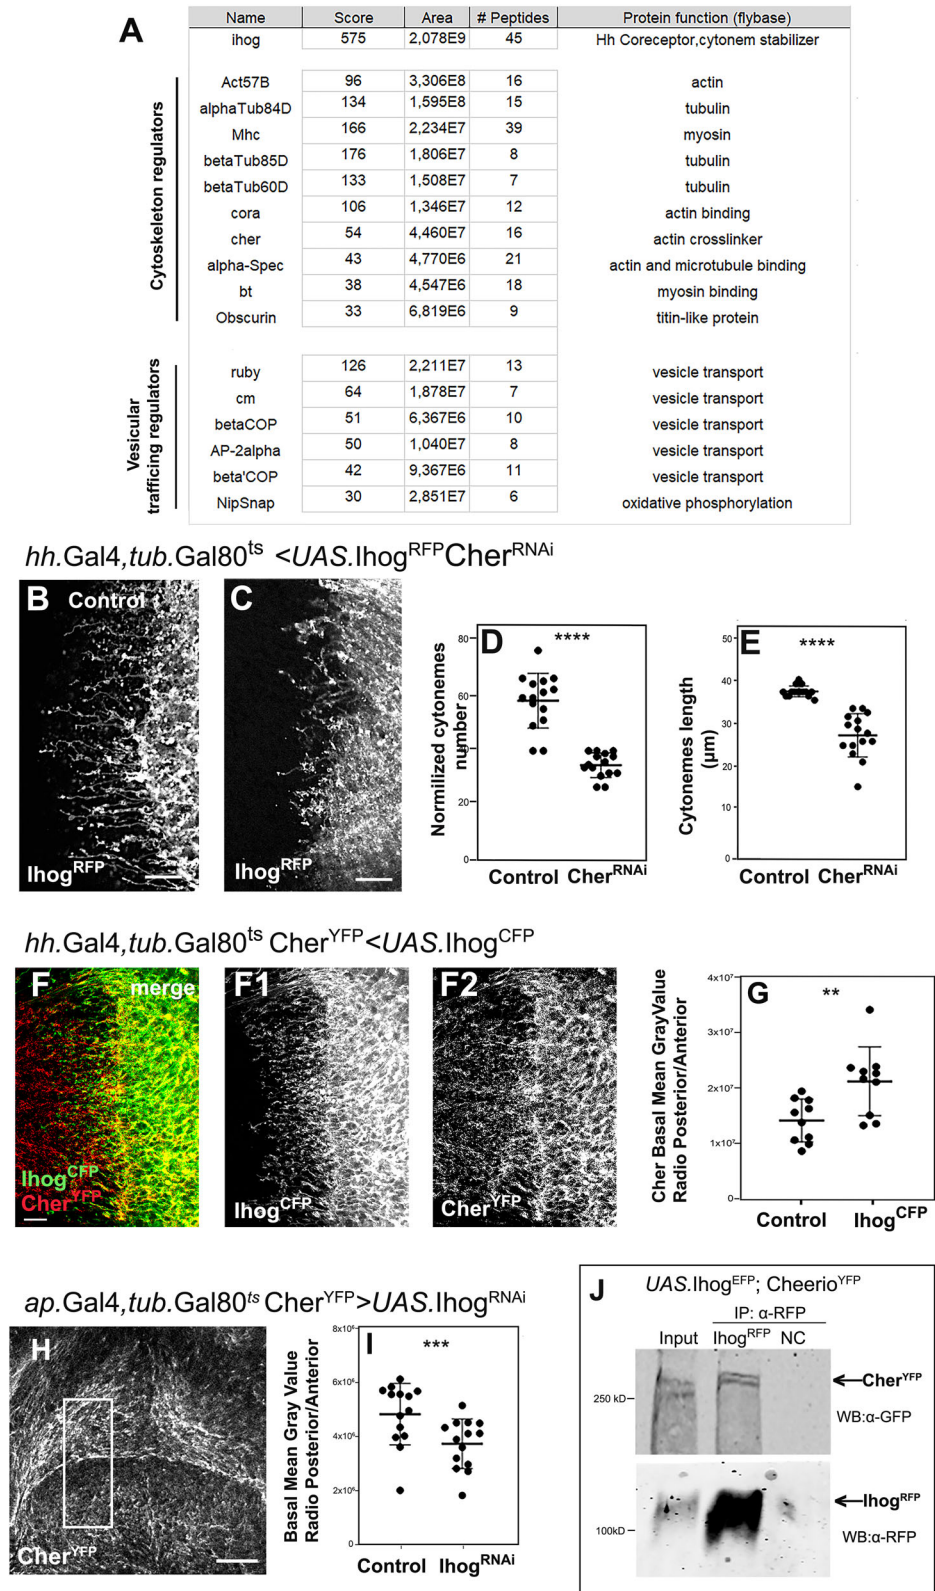 A
Name Score Area # Peptides Protein function (flybase)
ihog 575 2,078E9 45 Hh Coreceptor,cytonem stabilizer
Cytoskeleton regulators
Act57B 96 3,306E8 16 actin
alphaTub84D 134 1,595E8 15 tubulin
Mhc 166 2,234E7 39 myosin
betaTub85D 176 1,806E7 8 tubulin
betaTub60D 133 1,508E7 7 tubulin
cora 106 1,346E7 12 actin binding
cher 54 4,460E7 16 actin crosslinker
alpha-Spec 43 4,770E6 21 actin and microtubule binding
bt 38 4,547E6 18 myosin binding
Obscurin 33 6,819E6 9 titin-like protein
Vesicular
trafficing regulators
ruby 126 2,211E7 13 vesicle transport
cm 64 1,878E7 7 vesicle transport
betaCOP 51 6,367E6 10 vesicle transport
AP-2alpha 50 1,040E7 8 vesicle transport
beta'COP 42 9,367E6 11 vesicle transport
NipSnap 30 2,851E7 6 oxidative phosphorylation
hh.Gal4,tub.Gal80ts <UAS.IhogRFPCherRNAi
B Control
IhogRFP
C
IhogRFP
D
****
Normilized cytonemes
number
80
60
40
20
0
Control CherRNAi
E
****
Cytonemes length
(µm)
50
40
30
20
10
0
Control CherRNAi
hh.Gal4,tub.Gal80ts CherYFP<UAS.IhogCFP
F merge
IhogCFP
CherYFP
F1
IhogCFP
F2
CherYFP
G
**
Cher Basal Mean GrayValue
Radio Posterior/Anterior
4x10⁷
3x10⁷
2x10⁷
1x10⁷
0
Control IhogCFP
ap.Gal4,tub.Gal80ts CherYFP>UAS.IhogRNAi
H
CherYFP
I
***
Basal Mean Gray Value
Radio Posterior/Anterior
8x10⁶
6x10⁶
4x10⁶
2x10⁶
0
Control IhogRNAi
J
UAS.IhogEFP; CheerioYFP
IP: α-RFP
Input IhogRFP NC
CherYFP
250 kD
WB:α-GFP
IhogRFP
100kD
WB:α-RFP